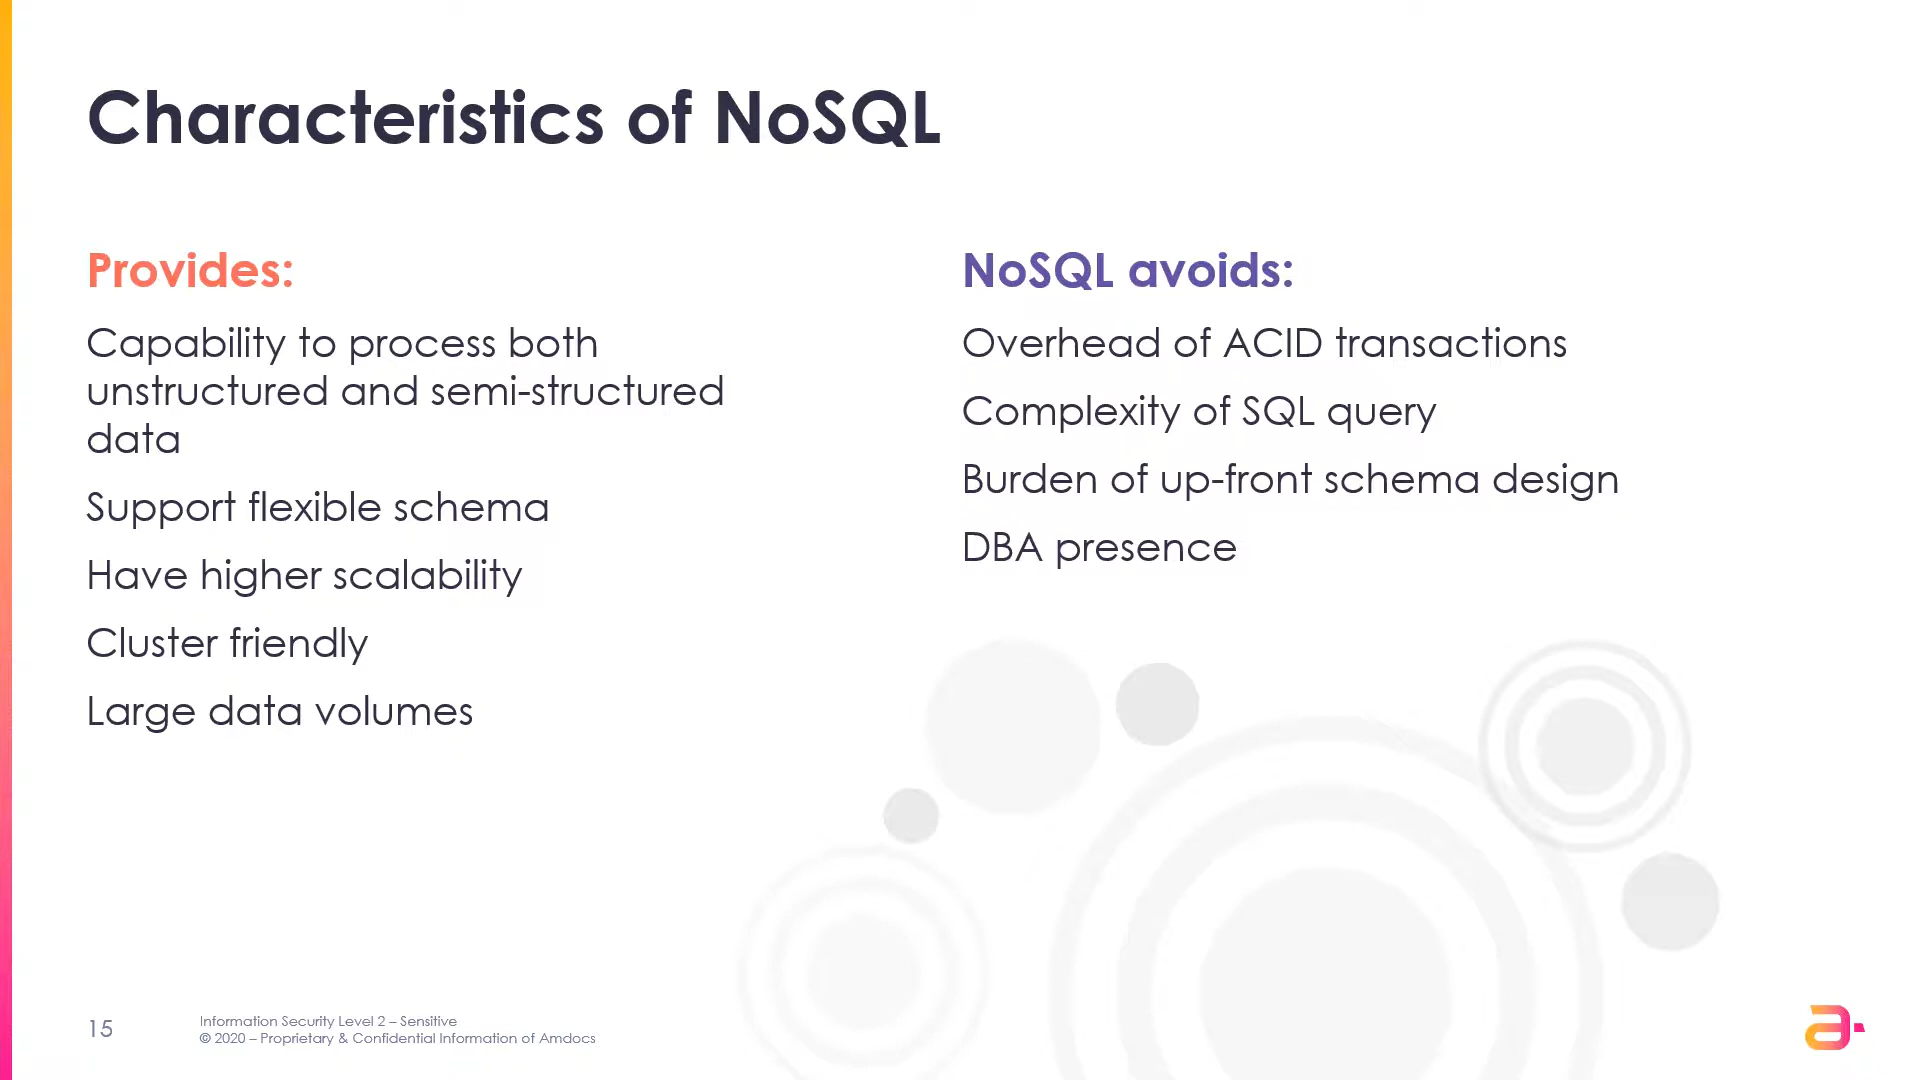 Characteristics of NoSQL
Provides:
Capability to process both
unstructured and semi-structured
data
Support flexible schema
Have higher scalability
Cluster friendly
Large data volumes
NoSQL avoids:
Overhead of ACID transactions
Complexity of SQL query
Burden of up-front schema design
DBA presence
15
Information Security Level 2 – Sensitive
© 2020 – Proprietary & Confidential Information of Amdocs
a